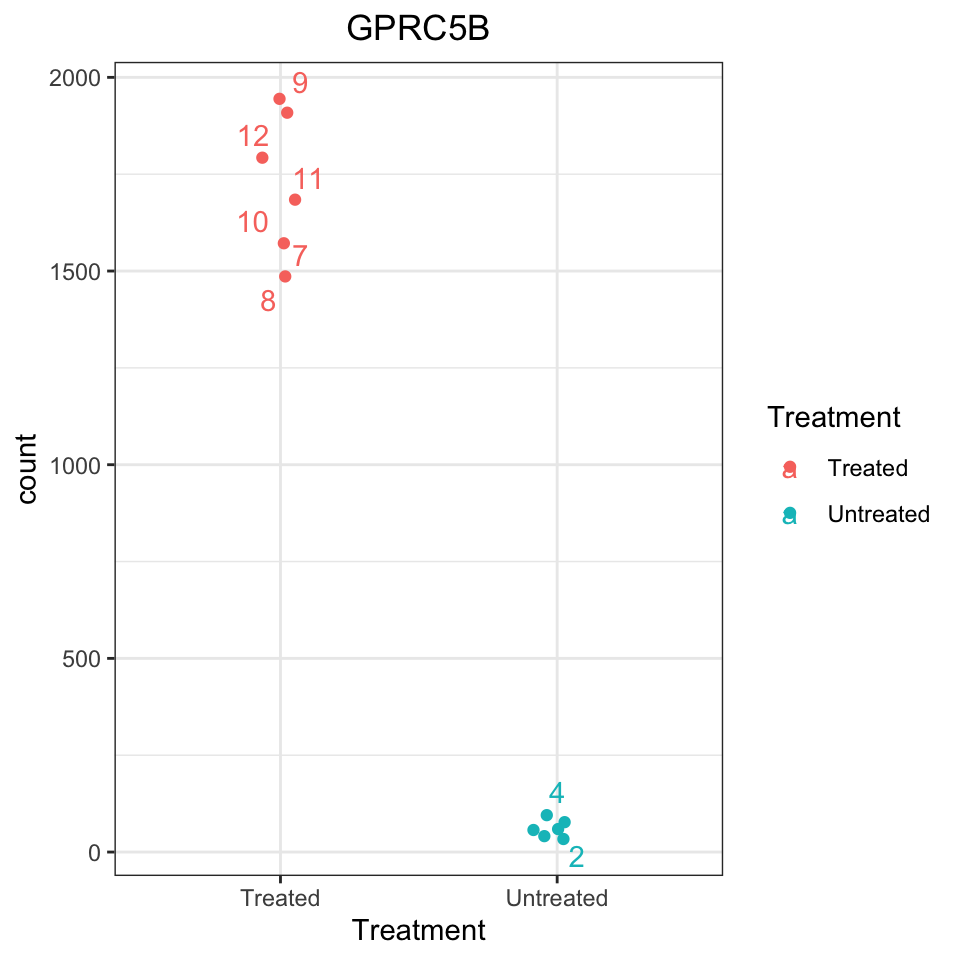 GPRC5B
2000
9
12
11
10
7
1500
8
count
1000
500
4
0
2
Treated
Untreated
Treatment
Treatment
a Treated
a Untreated